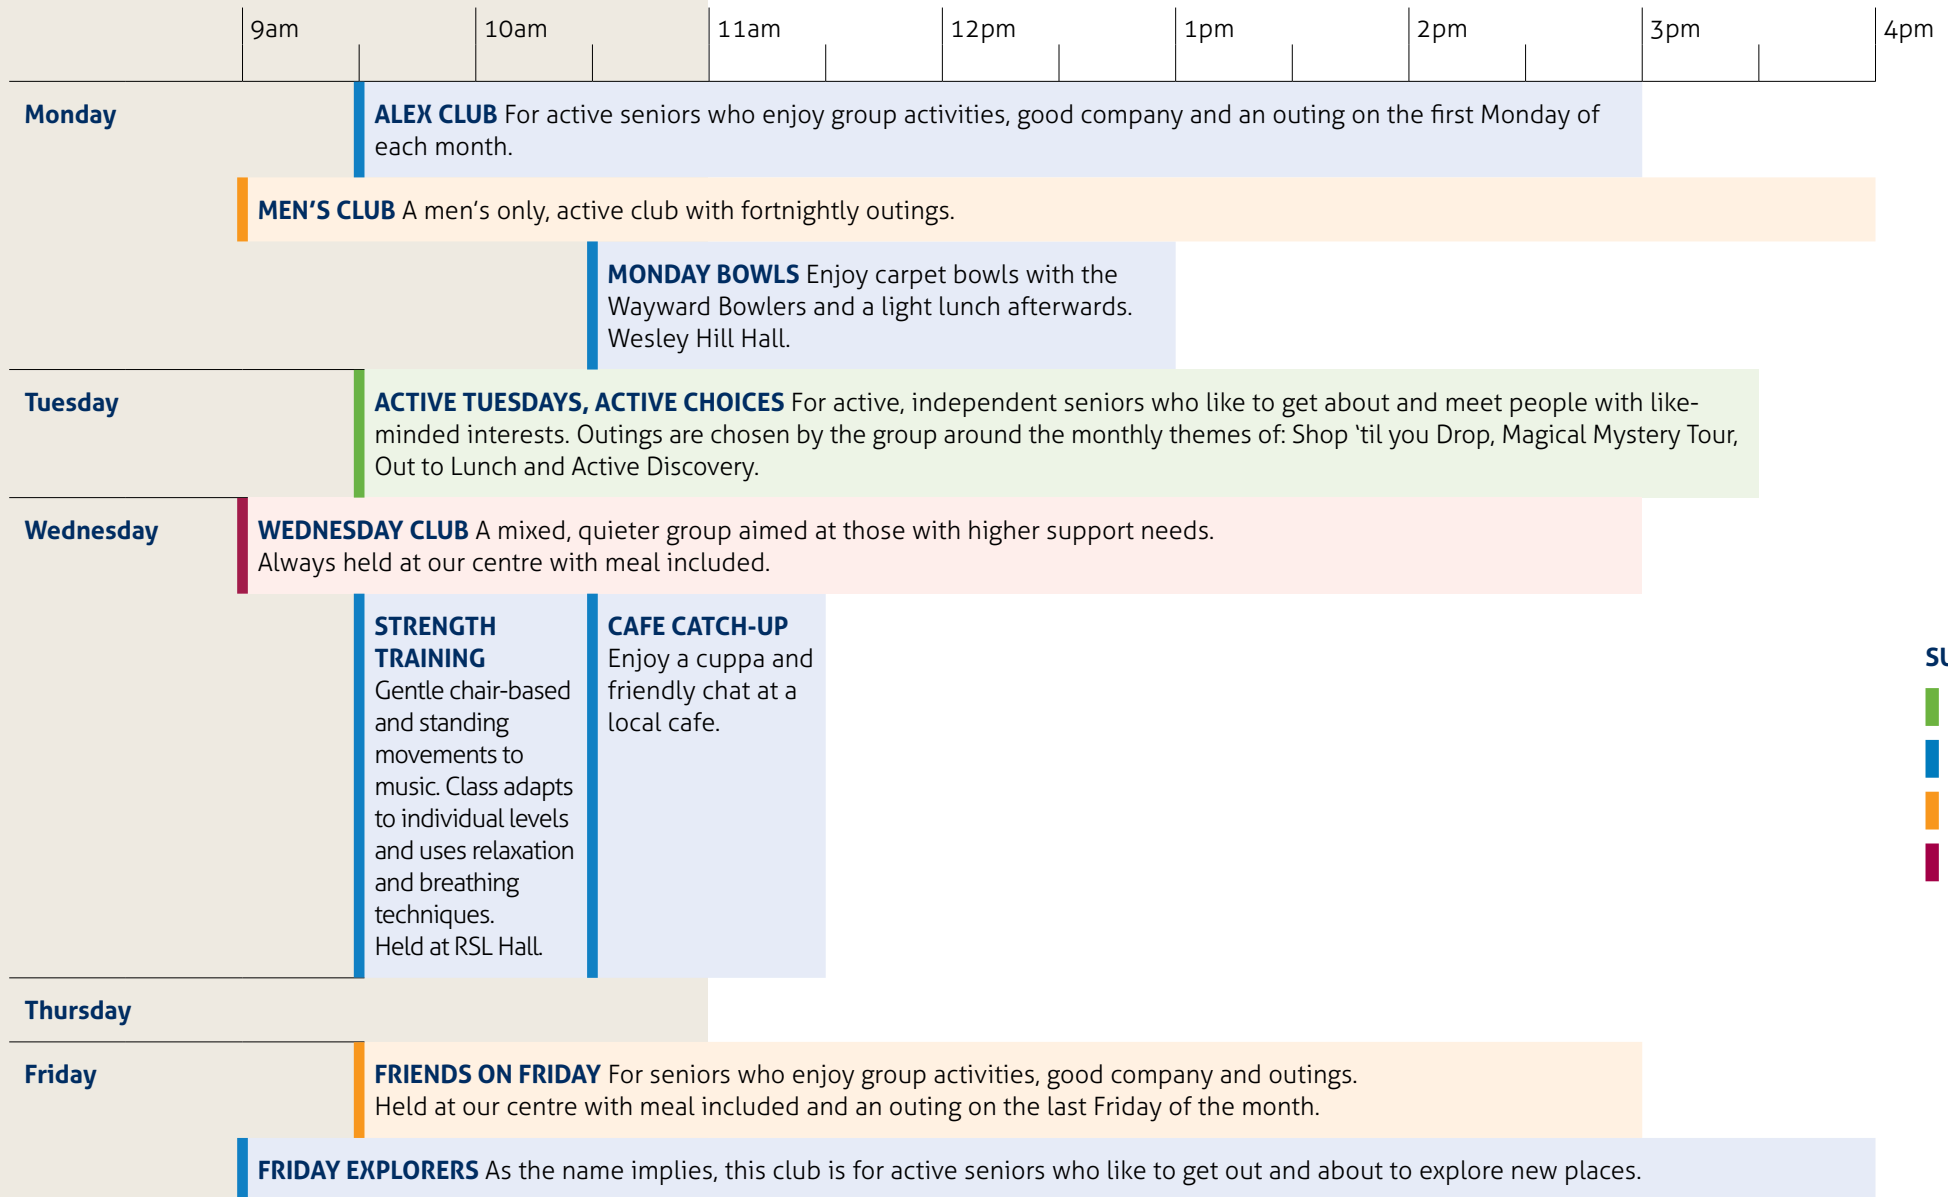 9am 10am 11am 12pm 1pm 2pm 3pm 4pm
Monday
ALEX CLUB For active seniors who enjoy group activities, good company and an outing on the first Monday of
each month.
MEN’S CLUB A men’s only, active club with fortnightly outings.
MONDAY BOWLS Enjoy carpet bowls with the
Wayward Bowlers and a light lunch afterwards.
Wesley Hill Hall.
Tuesday
ACTIVE TUESDAYS, ACTIVE CHOICES For active, independent seniors who like to get about and meet people with like-
minded interests. Outings are chosen by the group around the monthly themes of: Shop ‘til you Drop, Magical Mystery Tour,
Out to Lunch and Active Discovery.
Wednesday
WEDNESDAY CLUB A mixed, quieter group aimed at those with higher support needs.
Always held at our centre with meal included.
STRENGTH
TRAINING
Gentle chair-based
and standing
movements to
music. Class adapts
to individual levels
and uses relaxation
and breathing
techniques.
Held at RSL Hall.
CAFE CATCH-UP
Enjoy a cuppa and
friendly chat at a
local cafe.
Thursday
Friday
FRIENDS ON FRIDAY For seniors who enjoy group activities, good company and outings.
Held at our centre with meal included and an outing on the last Friday of the month.
FRIDAY EXPLORERS As the name implies, this club is for active seniors who like to get out and about to explore new places.